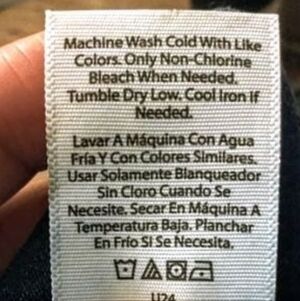 Machine Wash Cold With Like
Colors. Only Non-Chlorine
Bleach When Needed.
Tumble Dry Low. Cool Iron if
Needed.
Lavar A Máquina Con Agua
Fría Y Con Colores Similares.
Usar Solamente Blanqueador
Sin Cloro Cuando Se
Necesite. Secar En Máquina A
Temperatura Baja. Planchar
En Frío Si Se Necesita.
U24